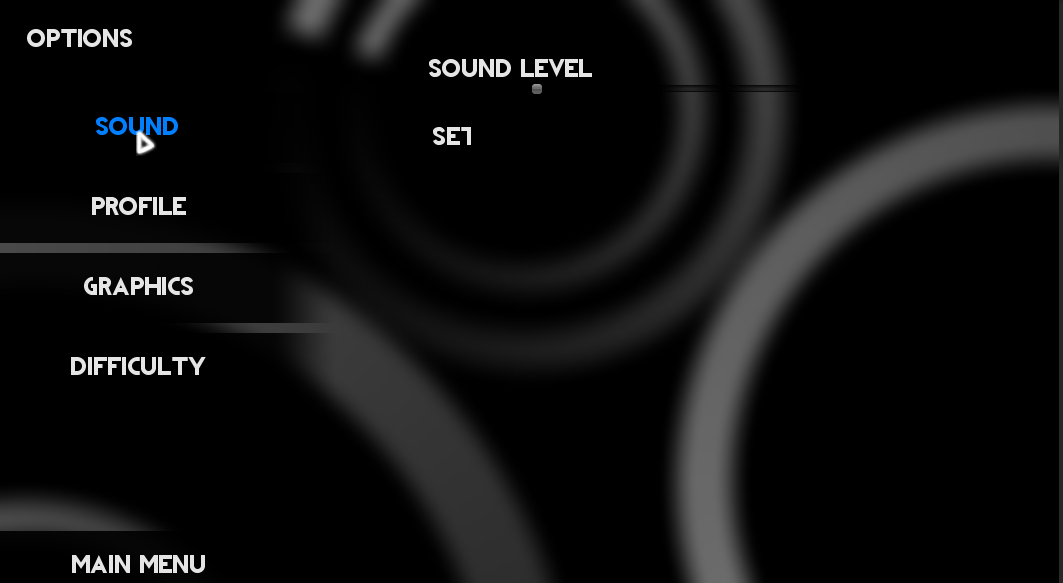 OPTIONS
SOUND
PROFILE
GRAPHICS
DIFFICULTY
MAIN MENU
SOUND LEVEL
SET